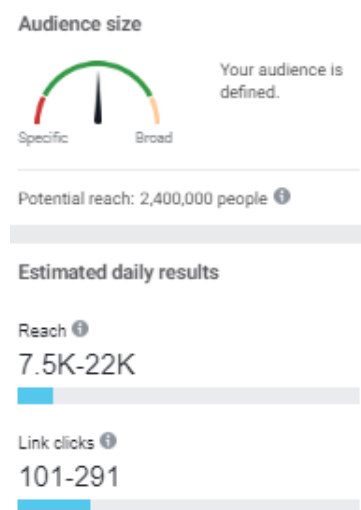 Audience size
Your audience is
defined.
Specific
Broad
Potential reach: 2,400,000 people
Estimated daily results
Reach
7.5K-22K
Link clicks
101-291